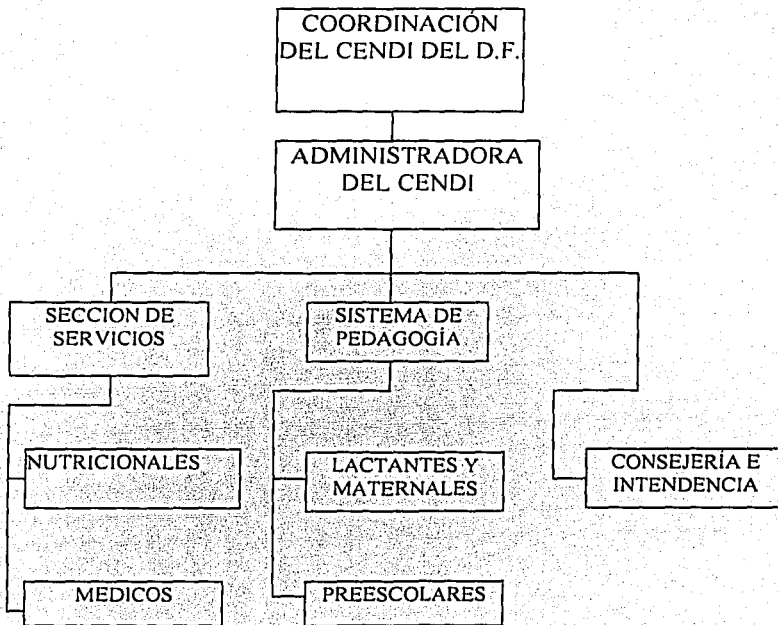 COORDINACIÓN
DEL CENDI DEL D.F.
ADMINISTRADORA
DEL CENDI
SECCION DE
SERVICIOS
SISTEMA DE
PEDAGOGÍA
NUTRICIONALES
LACTANTES Y
MATERNALES
CONSEJERÍA E
INTENDENCIA
MEDICOS
PREESCOLARES